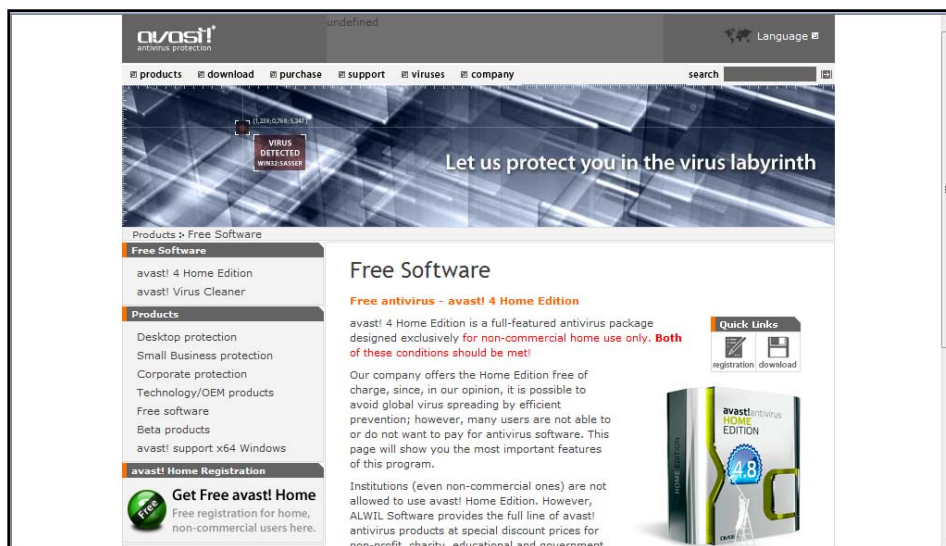 avast!
antivirus protection
undefined
Language
products download purchase support viruses company search
VIRUS
DETECTED
WIN32:SASSER
Let us protect you in the virus labyrinth
Products :• Free Software
Free Software
avast! 4 Home Edition
avast! Virus Cleaner
Products
Desktop protection
Small Business protection
Corporate protection
Technology/OEM products
Free software
Beta products
avast! support x64 Windows
avast! Home Registration
Free
Get Free avast! Home
Free registration for home,
non-commercial users here.
Free Software
Free antivirus - avast! 4 Home Edition
avast! 4 Home Edition is a full-featured antivirus package
designed exclusively for non-commercial home use only. Both
of these conditions should be met!
Our company offers the Home Edition free of
charge, since, in our opinion, it is possible to
avoid global virus spreading by efficient
prevention; however, many users are not able to
or do not want to pay for antivirus software. This
page will show you the most important features
of this program.
Institutions (even non-commercial ones) are not
allowed to use avast! Home Edition. However,
ALWIL Software provides the full line of avast!
antivirus products at special discount prices for
non-profit, charity, educational and government
Quick Links
registration download
avast! antivirus
HOME
EDITION
4.8
HOME EDITION